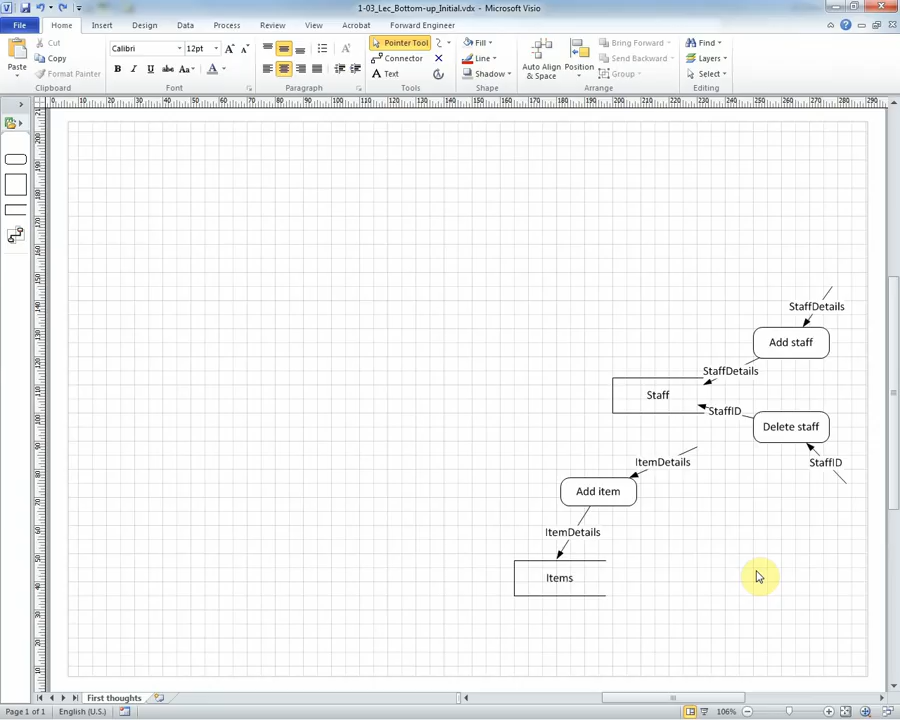 1-03_Lec_Bottom-up_Initial.vdx - Microsoft Visio
File Home Insert Design Data Process Review View Acrobat Forward Engineer
Paste
Cut
Copy
Format Painter
Clipboard
Calibri 12pt
B I U abc Aa A
Font
Paragraph
Pointer Tool
Connector
Text
Tools
Fill
Line
Shadow
Shape
Auto Align & Space
Position
Bring Forward
Send Backward
Group
Arrange
Find
Layers
Select
Editing
StaffDetails
Add staff
StaffDetails
Staff
StaffID
Delete staff
StaffID
ItemDetails
Add item
ItemDetails
Items
First thoughts
Page 1 of 1 English (U.S.) 106%